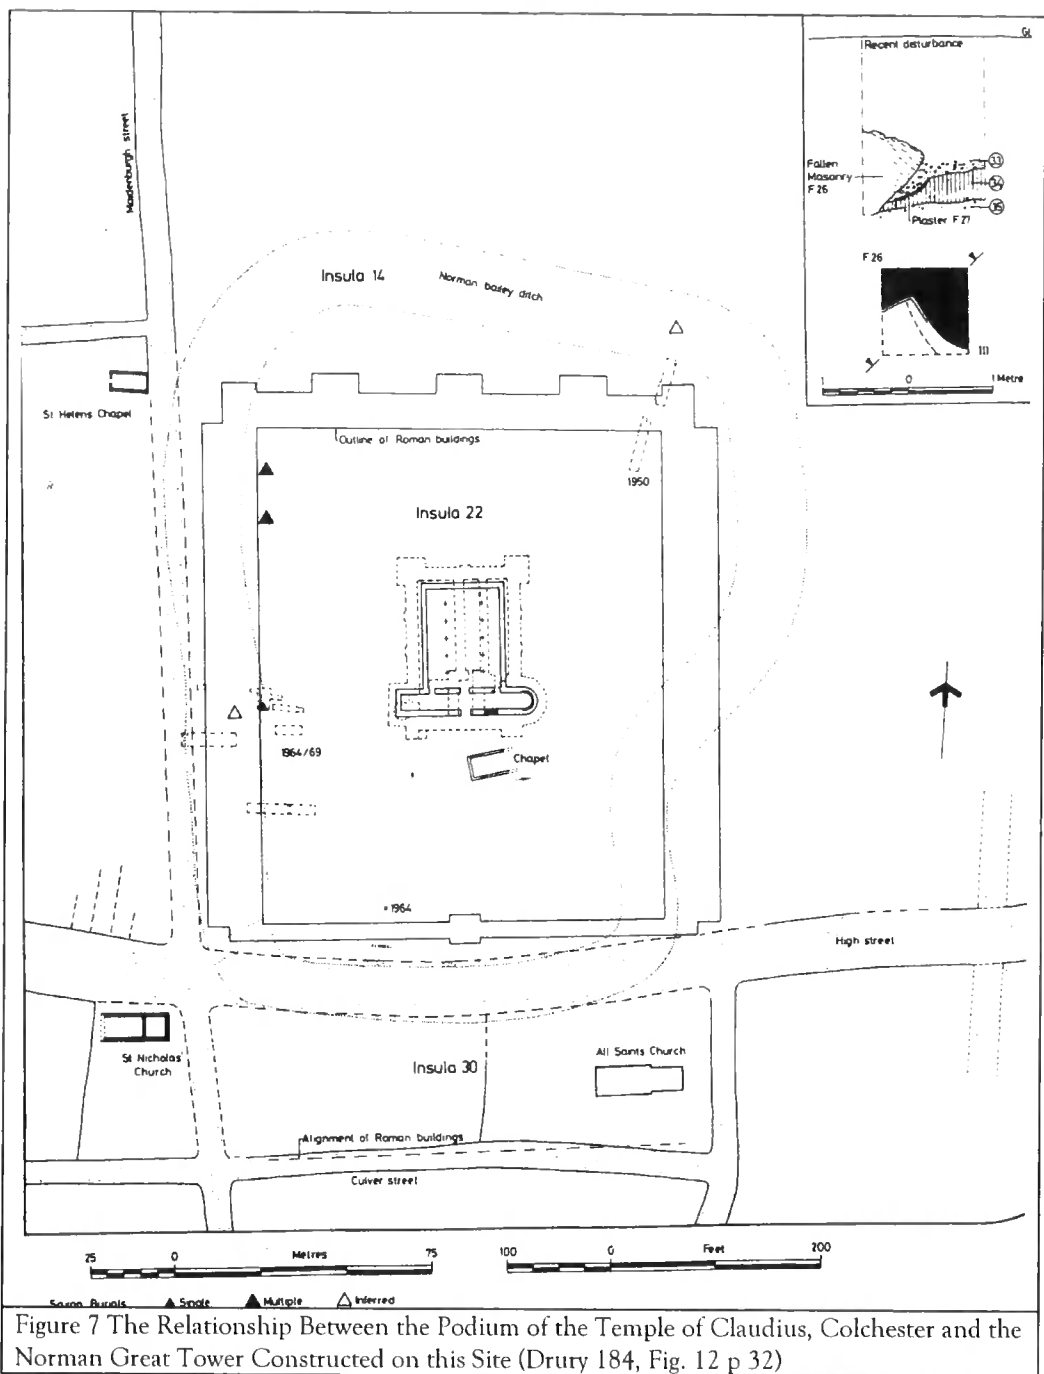 Maidenburgh street
Recent disturbance
Fallen
Masonry
F 26
33
34
35
Plaster F 27
F 26
111
1 0 1 Metre
Insula 14
Norman bailey ditch
St Helens Chapel
Outline of Roman buildings
1950
Insula 22
1964/69
Chapel
1964
High street
St Nicholas
Church
All Saints Church
Insula 30
Alignment of Roman buildings
Culver street
25 0 Metres 75
100 0 Feet 200
Saxon Burials Single Multiple Inferred
Figure 7 The Relationship Between the Podium of the Temple of Claudius, Colchester and the
Norman Great Tower Constructed on this Site (Drury 184, Fig. 12 p 32)